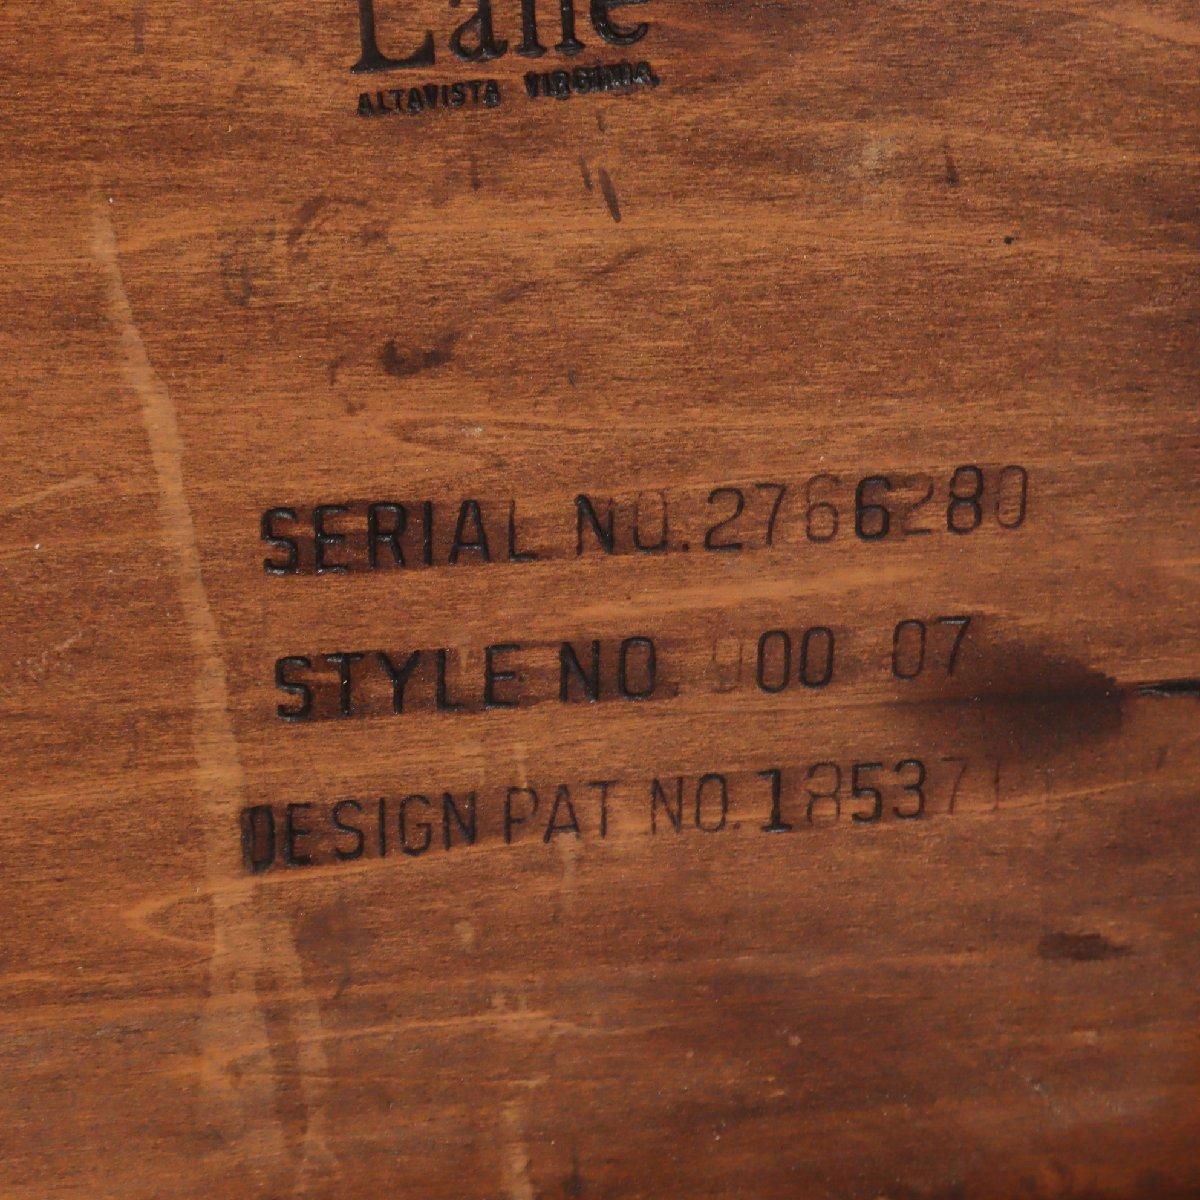 Lane
ALTAVISTA VIRGINIA
SERIAL NO. 2766280
STYLE NO. 900 07
DESIGN PAT NO. 185371